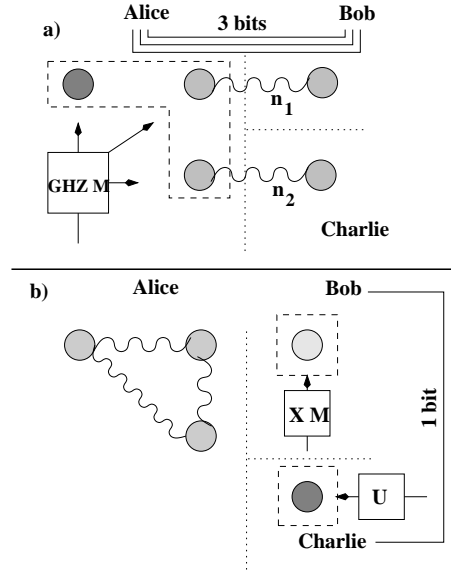 Alice Bob
a) 3 bits
n1
GHZ M
n2
Charlie
b) Alice Bob
X M
1 bit
U
Charlie